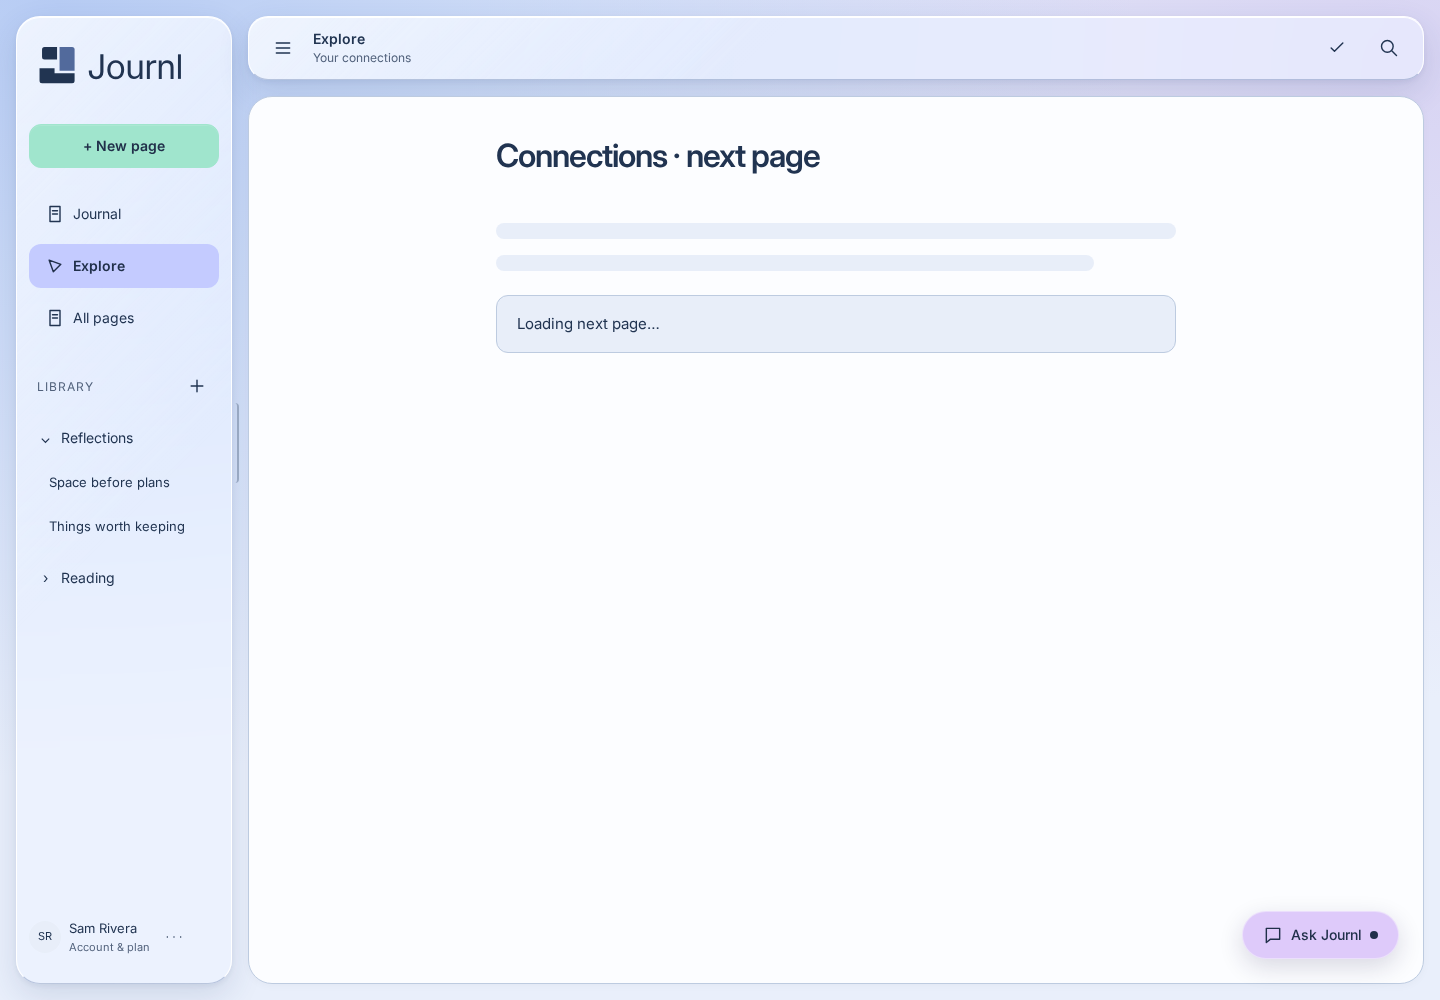 Journl
+ New page
Journal
Explore
All pages
LIBRARY
Reflections
Space before plans
Things worth keeping
Reading
SR
Sam Rivera
Account & plan
Explore
Your connections
Connections · next page
Loading next page...
Ask Journl